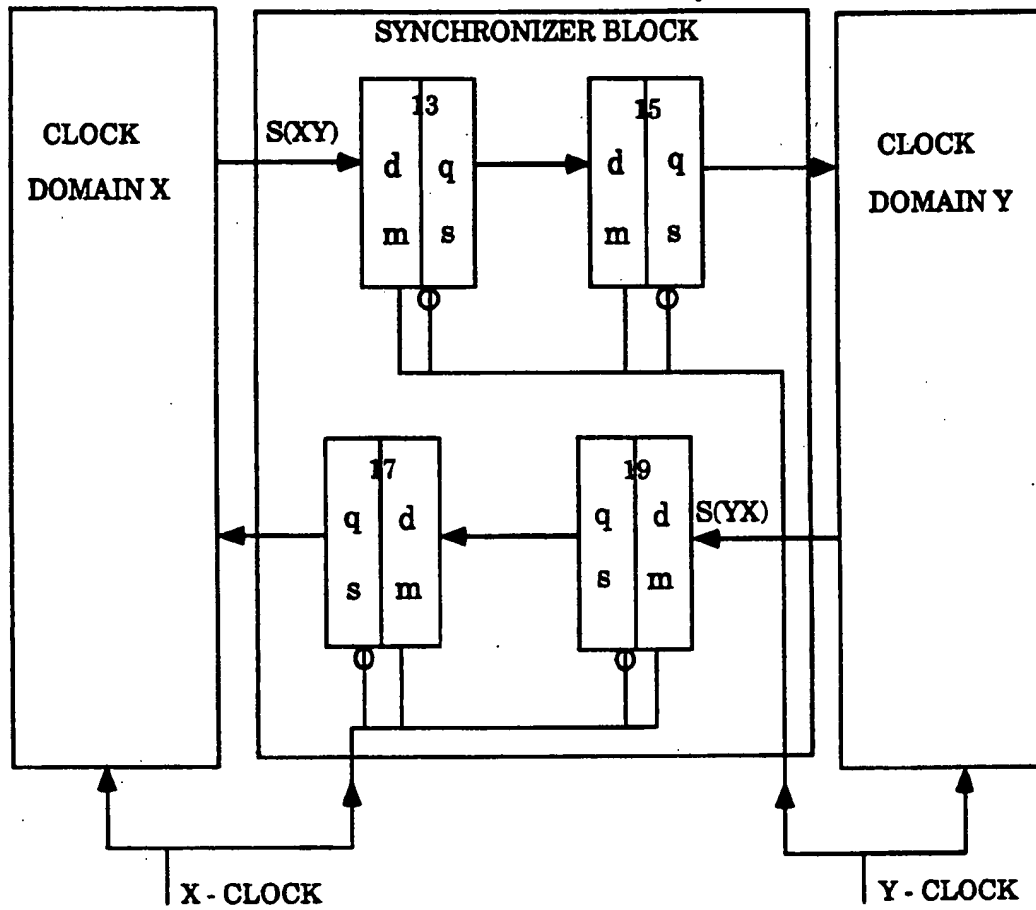 SYNCHRONIZER BLOCK
CLOCK
DOMAIN X
S(XY)
13
d q
m s
15
d q
m s
CLOCK
DOMAIN Y
17
q d
s m
19
q d
s m
S(YX)
X - CLOCK
Y - CLOCK